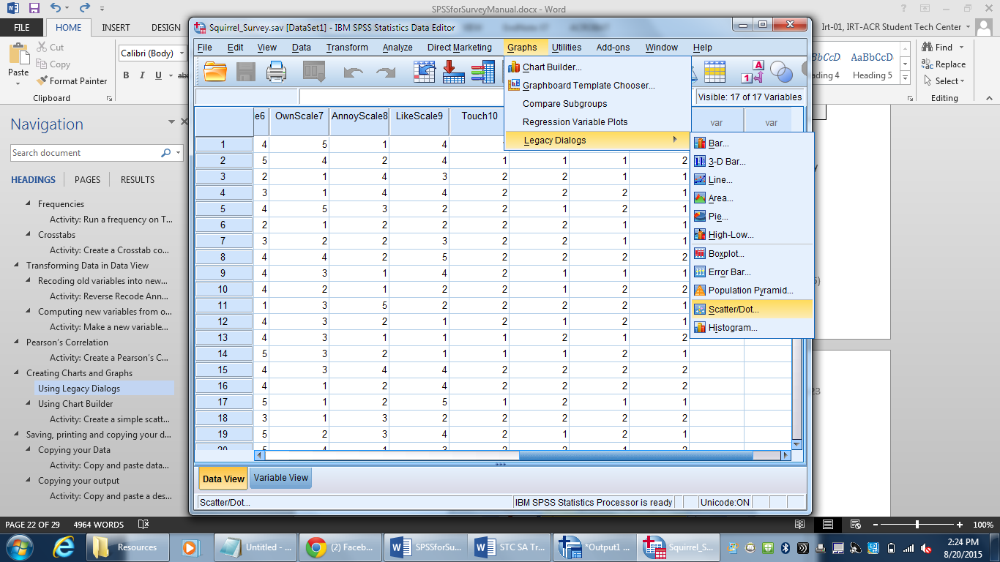 SPSSforSurveyManual.docx - Word
FILE HOME INSERT DESIGN
Irt-01, IRT-ACR Student Tech Center
Paste
Cut
Copy
Format Painter
Clipboard
Calibri (Body)
B I U abc
AaBbCcD
Heading 5
Find
Replace
Select
Editing
Navigation
Search document
HEADINGS PAGES RESULTS
Frequencies
Activity: Run a frequency on T...
Crosstabs
Activity: Create a Crosstab co...
Transforming Data in Data View
Recoding old variables into new...
Activity: Reverse Recode Ann...
Computing new variables from o...
Activity: Make a new variable...
Pearson's Correlation
Activity: Create a Pearson's C...
Creating Charts and Graphs
Using Legacy Dialogs
Using Chart Builder
Activity: Create a simple scatt...
Saving, printing and copying your d...
Copying your Data
Activity: Copy and paste data...
Copying your output
Activity: Copy and paste a des...
Squirrel_Survey.sav [DataSet1] - IBM SPSS Statistics Data Editor
File Edit View Data Transform Analyze Direct Marketing Graphs Utilities Add-ons Window Help
Visible: 17 of 17 Variables
Chart Builder...
Graphboard Template Chooser...
Compare Subgroups
Regression Variable Plots
Legacy Dialogs
Bar...
3-D Bar...
Line...
Area...
Pie...
High-Low...
Boxplot...
Error Bar...
Population Pyramid...
Scatter/Dot...
Histogram...
e6 OwnScale7 AnnoyScale8 LikeScale9 Touch10 var var
1 4 5 1 4
2 5 4 2 4 1 1 1 2
3 2 1 4 3 2 2 1 1
4 3 1 4 4 2 2 2 1
5 4 5 3 2 2 1 2 1
6 2 1 2 2 2 2 1 1
7 3 2 2 3 2 2 1 1
8 4 4 2 5 2 2 2 2
9 4 3 1 4 2 1 1 1
10 4 2 1 2 2 1 2 2
11 1 3 5 2 2 2 2 1
12 4 3 2 1 2 2 2 1
13 4 3 1 1 1 2 1 2
14 5 3 2 1 1 2 1 1
15 4 3 4 4 2 2 2 2
16 4 1 2 4 2 2 2 2
17 5 1 2 5 1 2 1 1
18 3 1 3 2 2 2 2 2
19 5 2 3 4 2 1 2 1
Data View Variable View
Scatter/Dot...
IBM SPSS Statistics Processor is ready
Unicode:ON
PAGE 22 OF 29 4964 WORDS
100%
Resources
Untitled - ...
(2) Faceb...
SPSSforSu...
STC SA Tr...
*Output1 ...
Squirrel_S...
2:24 PM
8/20/2015